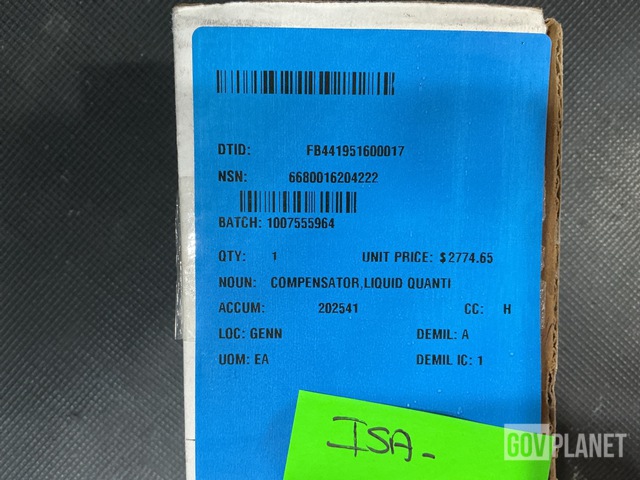 DTID: FB441951600017
NSN: 6680016204222
BATCH: 1007555964
QTY: 1 UNIT PRICE: $2774.65
NOUN: COMPENSATOR,LIQUID QUANTI
ACCUM: 202541 CC: H
LOC: GENN DEMIL: A
UOM: EA DEMIL IC: 1
ISA-
GOVPLANET